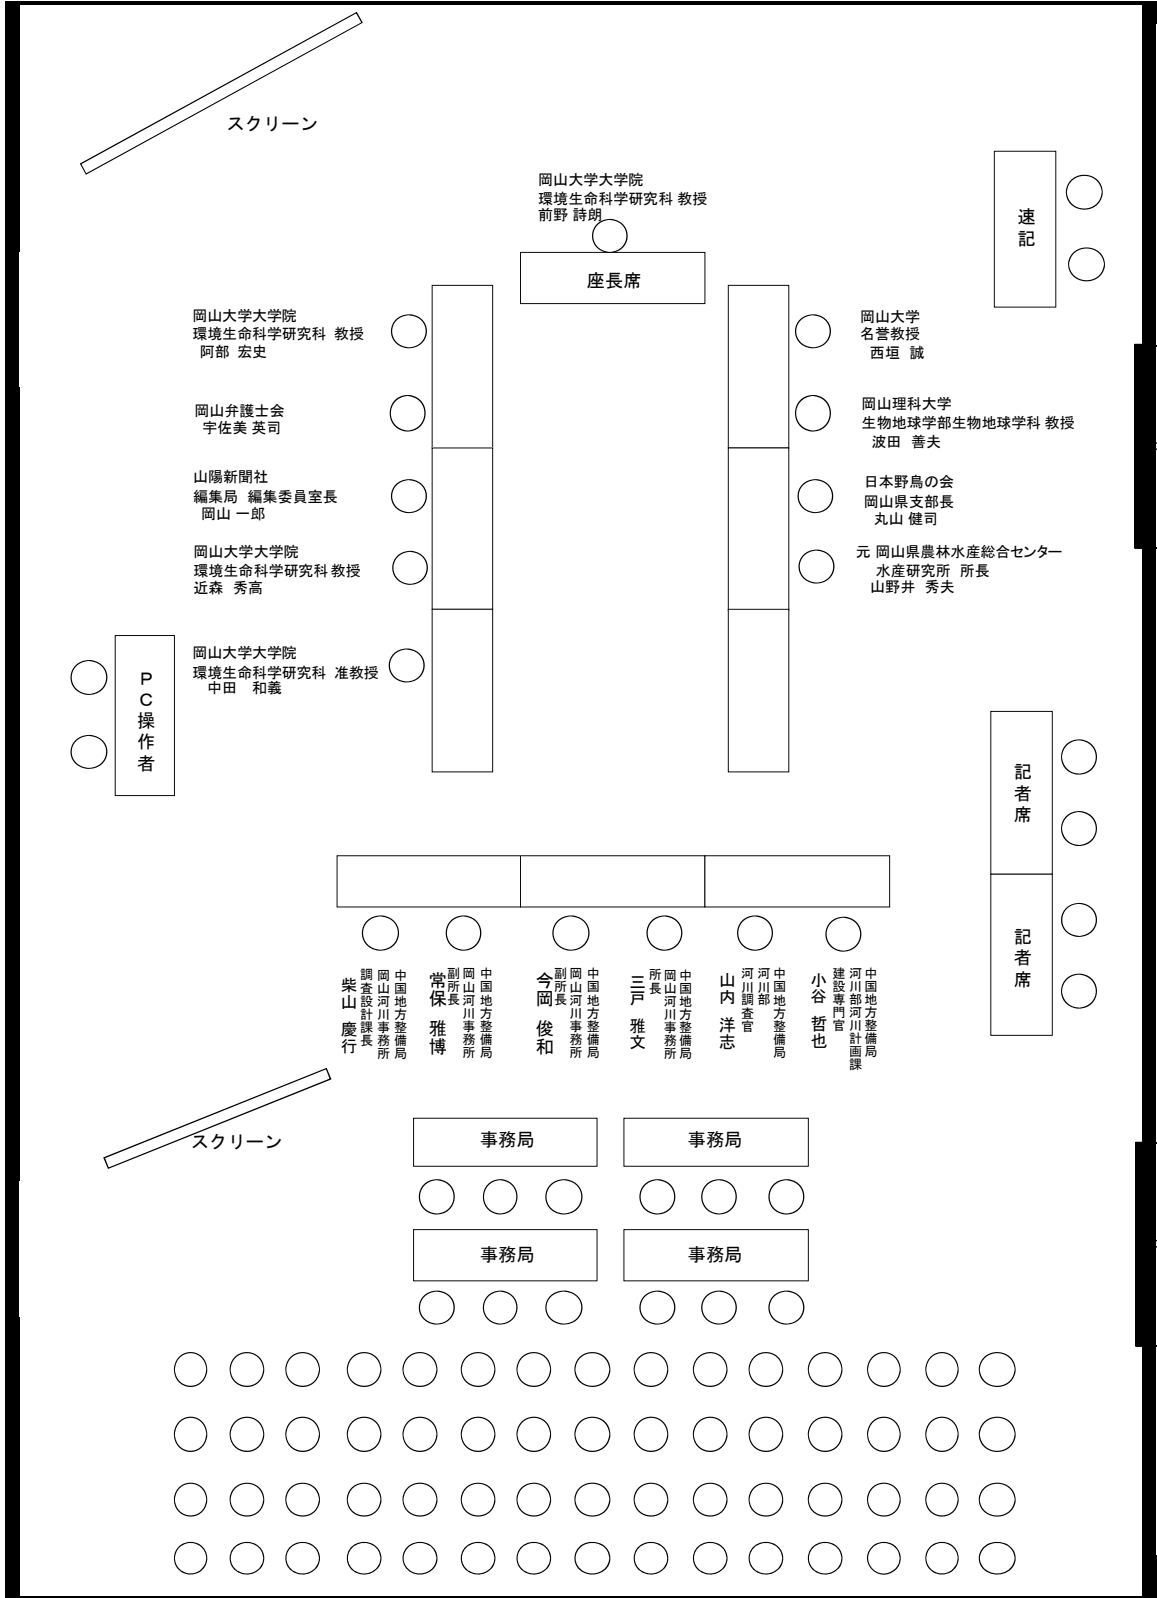 スクリーン
岡山大学大学院
環境生命科学研究科 教授
前野 詩朗
速記
座長席
岡山大学大学院
環境生命科学研究科 教授
阿部 宏史
岡山大学
名誉教授
西垣 誠
岡山弁護士会
宇佐美 英司
岡山理科大学
生物地球学部生物地球学科 教授
波田 善夫
山陽新聞社
編集局 編集委員室長
岡山 一郎
日本野鳥の会
岡山県支部長
丸山 健司
岡山大学大学院
環境生命科学研究科 教授
近森 秀高
元 岡山県農林水産総合センター
水産研究所 所長
山野井 秀夫
岡山大学大学院
環境生命科学研究科 准教授
中田 和義
PC操作者
記者席
記者席
中国地方整備局
岡山河川事務所
調査設計課長
柴山 慶行
中国地方整備局
岡山河川事務所
副所長
常保 雅博
中国地方整備局
岡山河川事務所
副所長
今岡 俊和
中国地方整備局
岡山河川事務所
所長
三戸 雅文
中国地方整備局
河川部
河川調査官
山内 洋志
中国地方整備局
河川部河川計画課
建設専門官
小谷 哲也
スクリーン
事務局
事務局
事務局
事務局